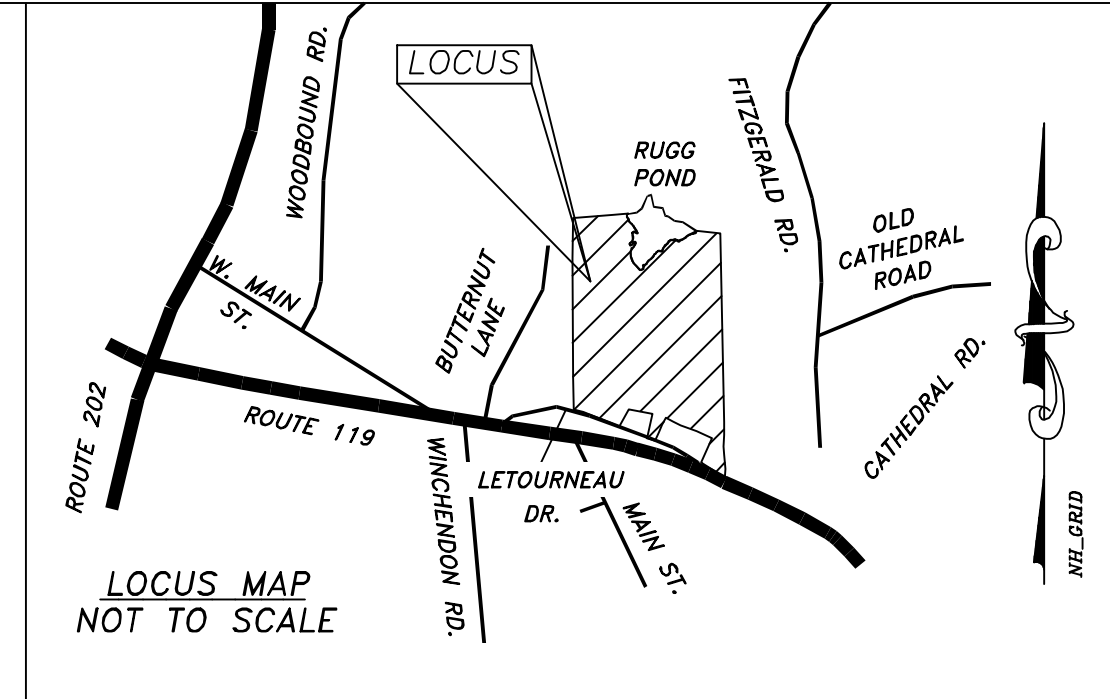 WOODBOUND RD.
LOCUS
RUGG
POND
FITZGERALD RD.
OLD
CATHEDRAL
ROAD
W. MAIN
ST.
BUTTERNUT
LANE
CATHEDRAL RD.
ROUTE 202
ROUTE 119
WINCHENDON RD.
LETOURNEAU
DR.
MAIN ST.
NH_GRID
LOCUS MAP
NOT TO SCALE